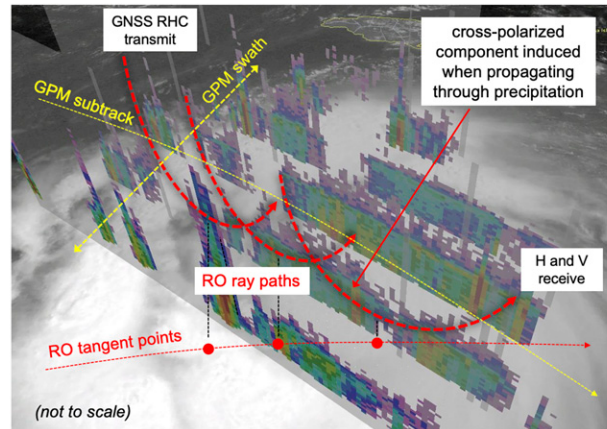 GNSS RHC
transmit
cross-polarized
component induced
when propagating
through precipitation
GPM swath
GPM subtrack
H and V
receive
RO ray paths
RO tangent points
(not to scale)